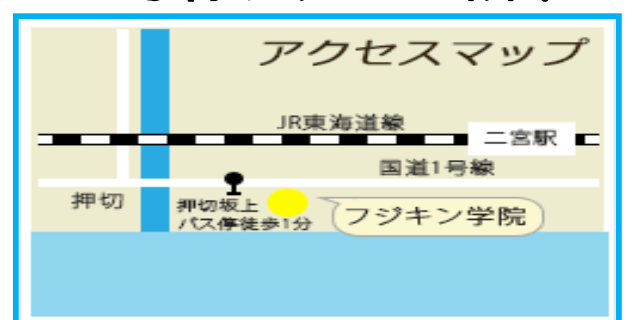 アクセスマップ
JR東海道線
二宮駅
国道1号線
押切
押切坂上
バス停徒歩1分
フジキン学院